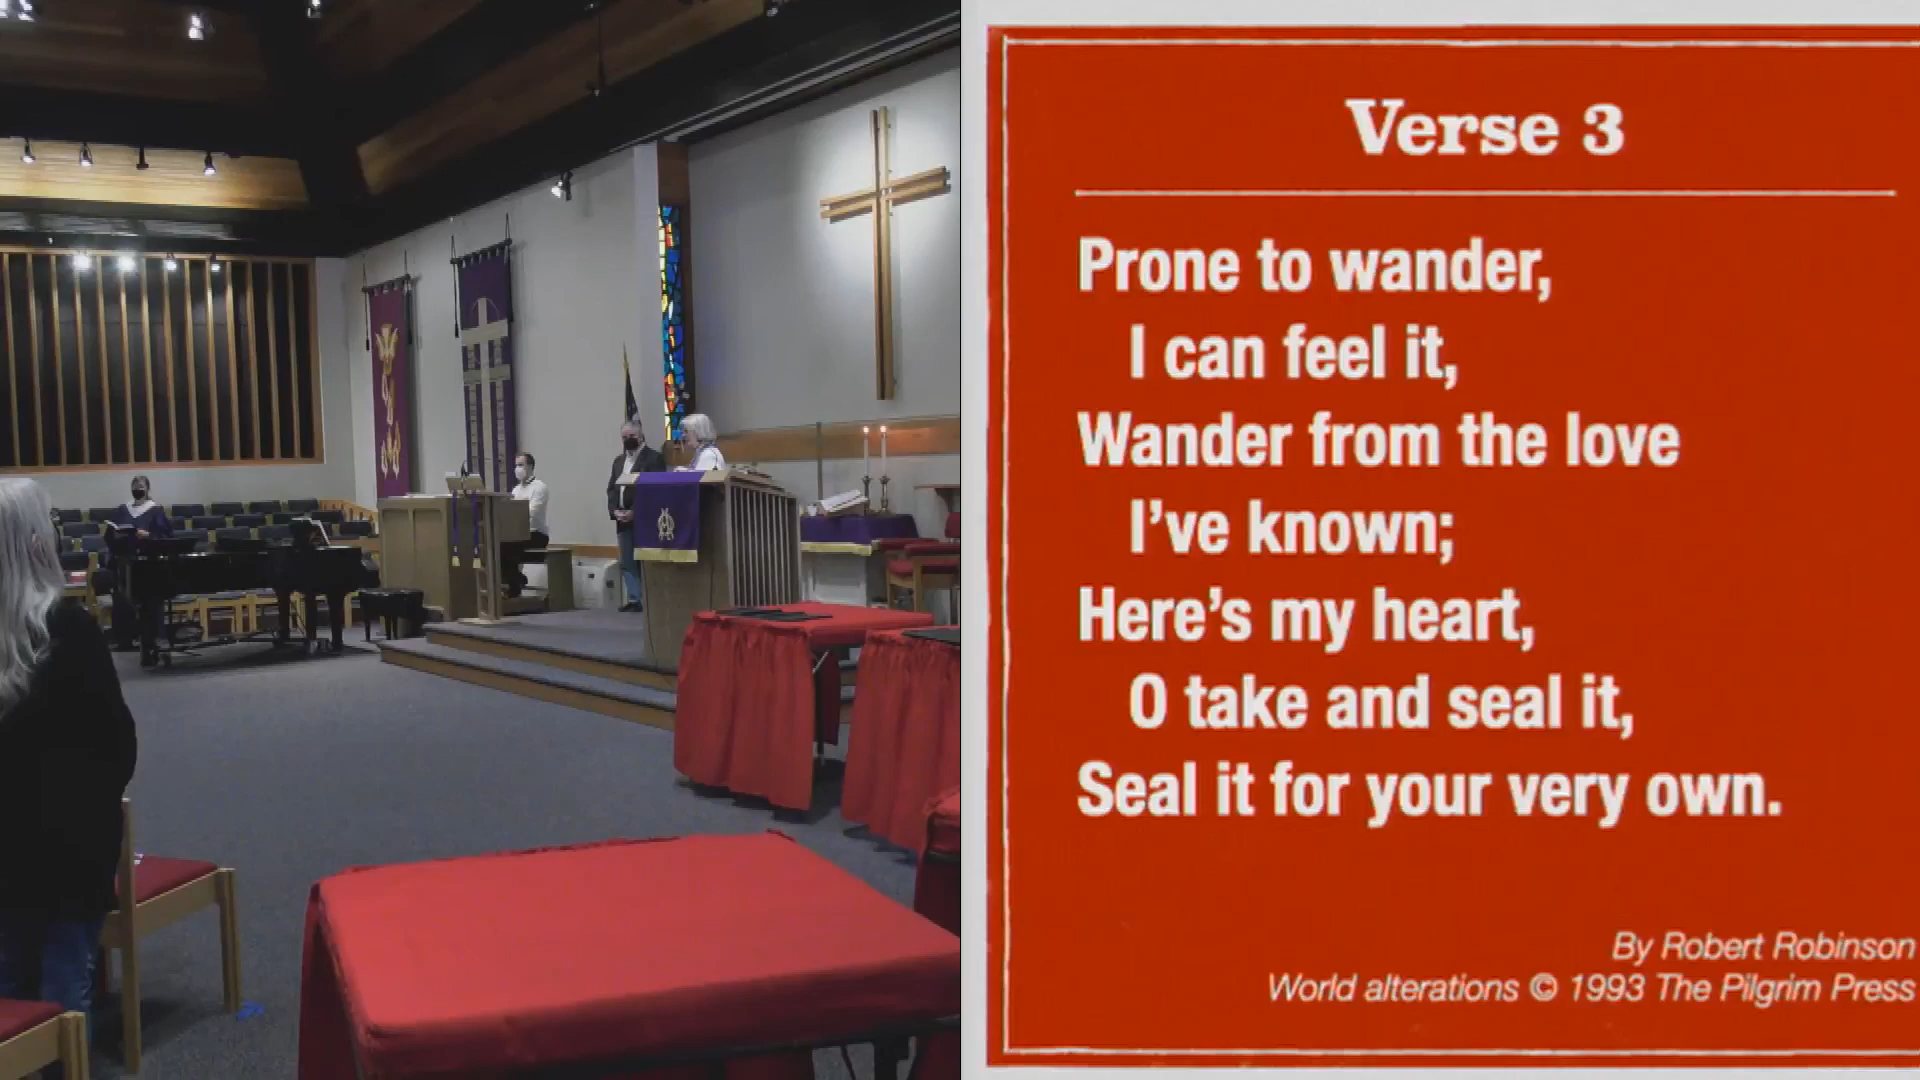 Verse 3
Prone to wander,
I can feel it,
Wander from the love
I've known;
Here's my heart,
O take and seal it,
Seal it for your very own.
By Robert Robinson
World alterations © 1993 The Pilgrim Press